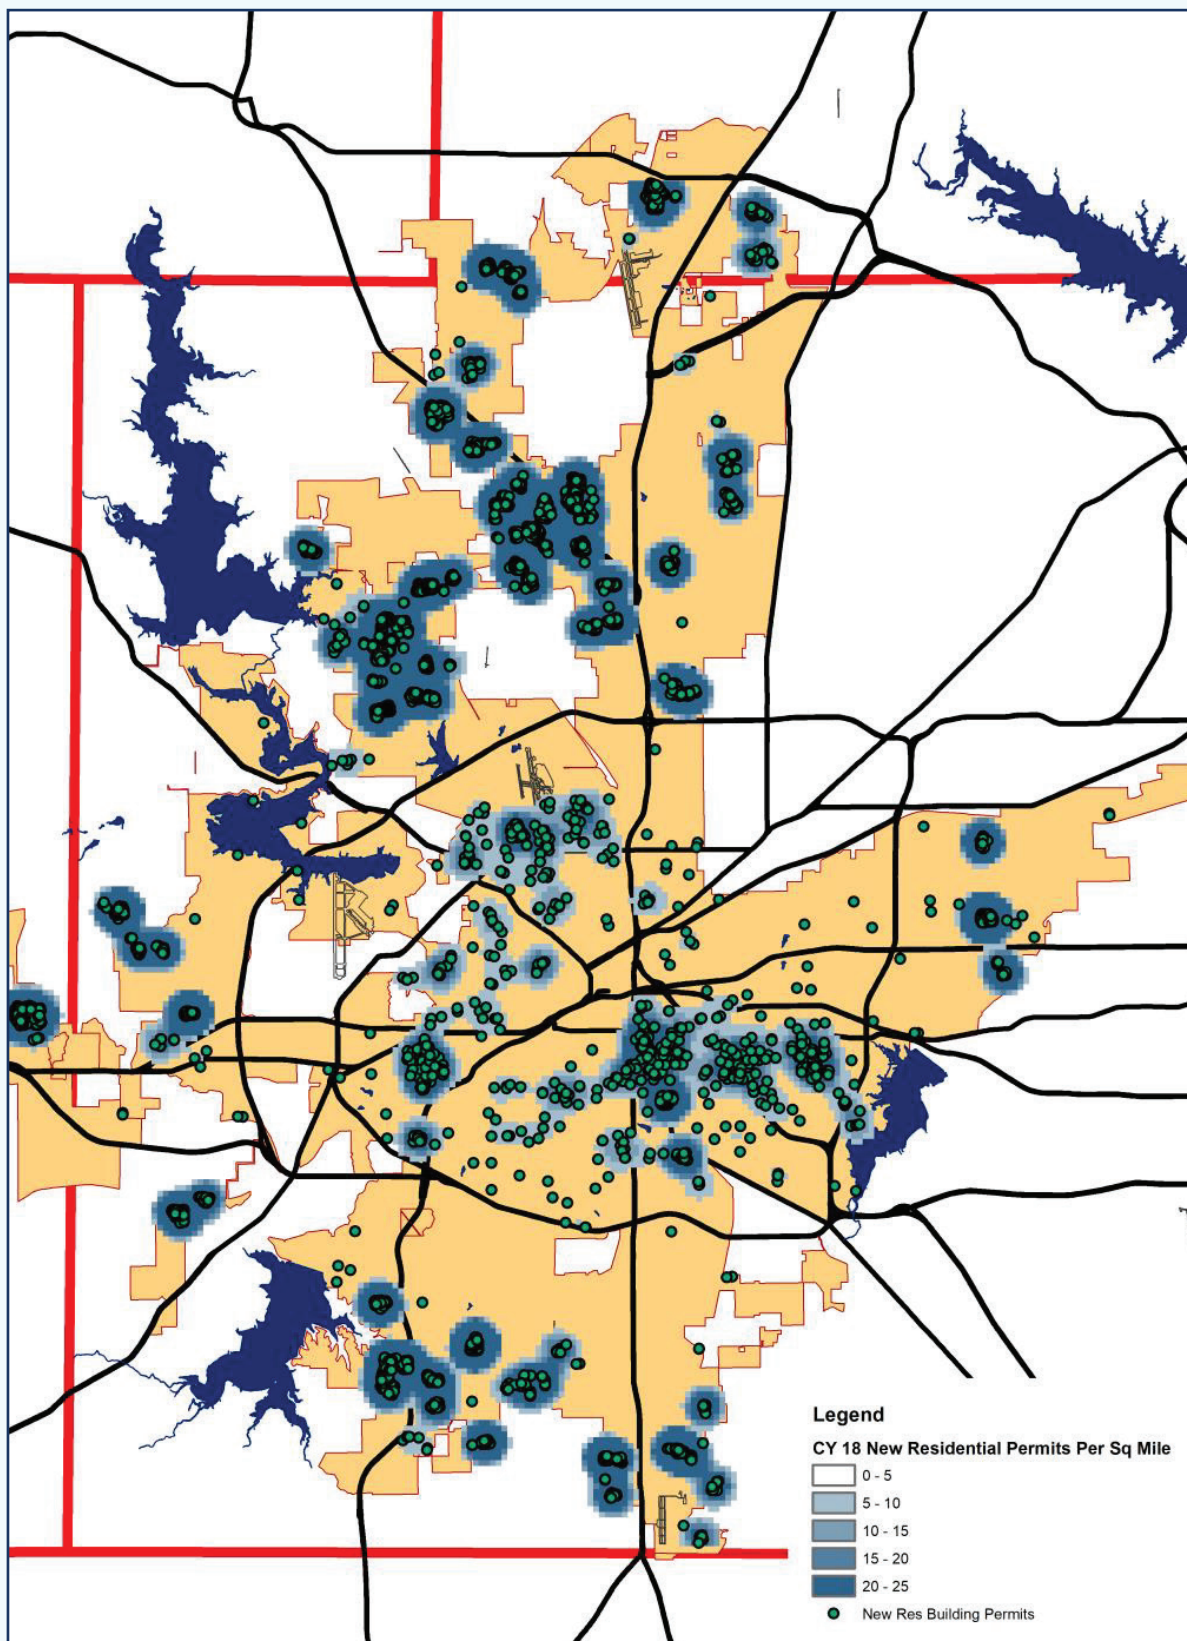 Legend
CY 18 New Residential Permits Per Sq Mile
0 - 5
5 - 10
10 - 15
15 - 20
20 - 25
New Res Building Permits